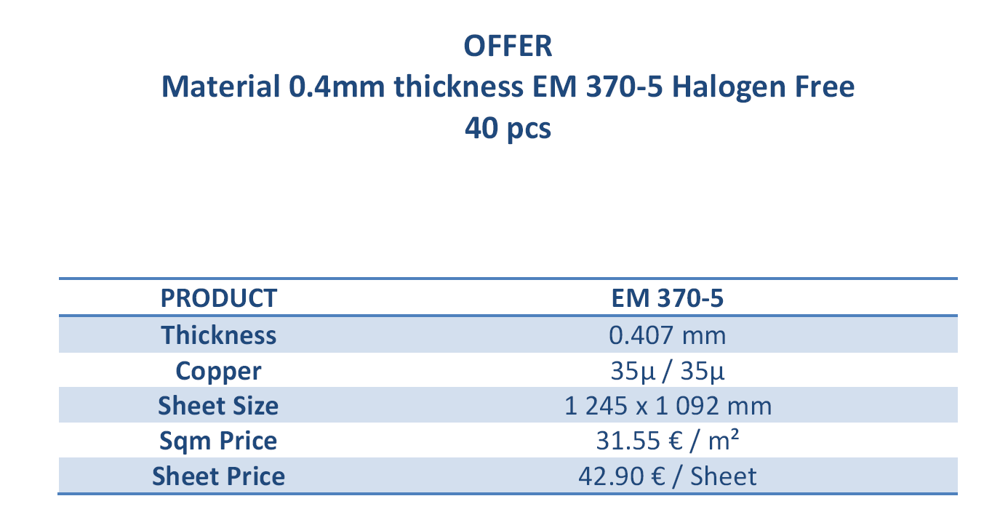 OFFER
Material 0.4mm thickness EM 370-5 Halogen Free
40 pcs
PRODUCT EM 370-5
Thickness 0.407 mm
Copper 35µ / 35µ
Sheet Size 1 245 x 1 092 mm
Sqm Price 31.55 € / m²
Sheet Price 42.90 € / Sheet